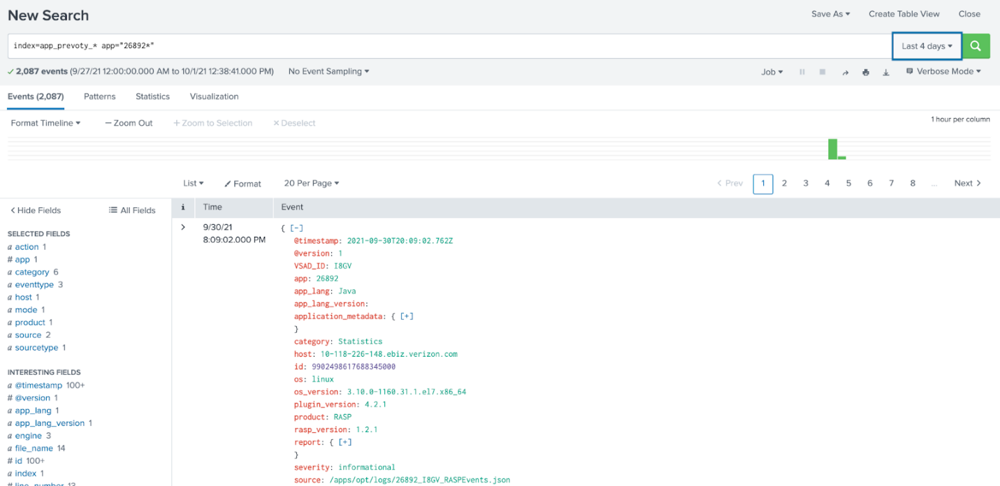 New Search
Save As Create Table View Close
index=app_prevoty_* app="26892*"
Last 4 days
2,087 events (9/27/21 12:00:00.000 AM to 10/1/21 12:38:41.000 PM) No Event Sampling
Job Verbose Mode
Events (2,087) Patterns Statistics Visualization
Format Timeline — Zoom Out + Zoom to Selection × Deselect
1 hour per column
List Format 20 Per Page
< Prev 1 2 3 4 5 6 7 8 ... Next >
< Hide Fields All Fields
i Time Event
SELECTED FIELDS
a action 1
# app 1
a category 6
a eventtype 3
a host 1
a mode 1
a product 1
a source 2
a sourcetype 1
INTERESTING FIELDS
a @timestamp 100+
# @version 1
a app_lang 1
a app_lang_version 1
a engine 3
a file_name 14
# id 100+
a index 1
# line_number 13
> 9/30/21
8:09:02.000 PM
{ [-]
@timestamp: 2021-09-30T20:09:02.762Z
@version: 1
VSAD_ID: I8GV
app: 26892
app_lang: Java
app_lang_version:
application_metadata: { [+]
}
category: Statistics
host: 10-118-226-148.ebiz.verizon.com
id: 9902498617688345000
os: linux
os_version: 3.10.0-1160.31.1.el7.x86_64
plugin_version: 4.2.1
product: RASP
rasp_version: 1.2.1
report: { [+]
}
severity: informational
source: /apps/opt/logs/26892_I8GV_RASPEvents.json